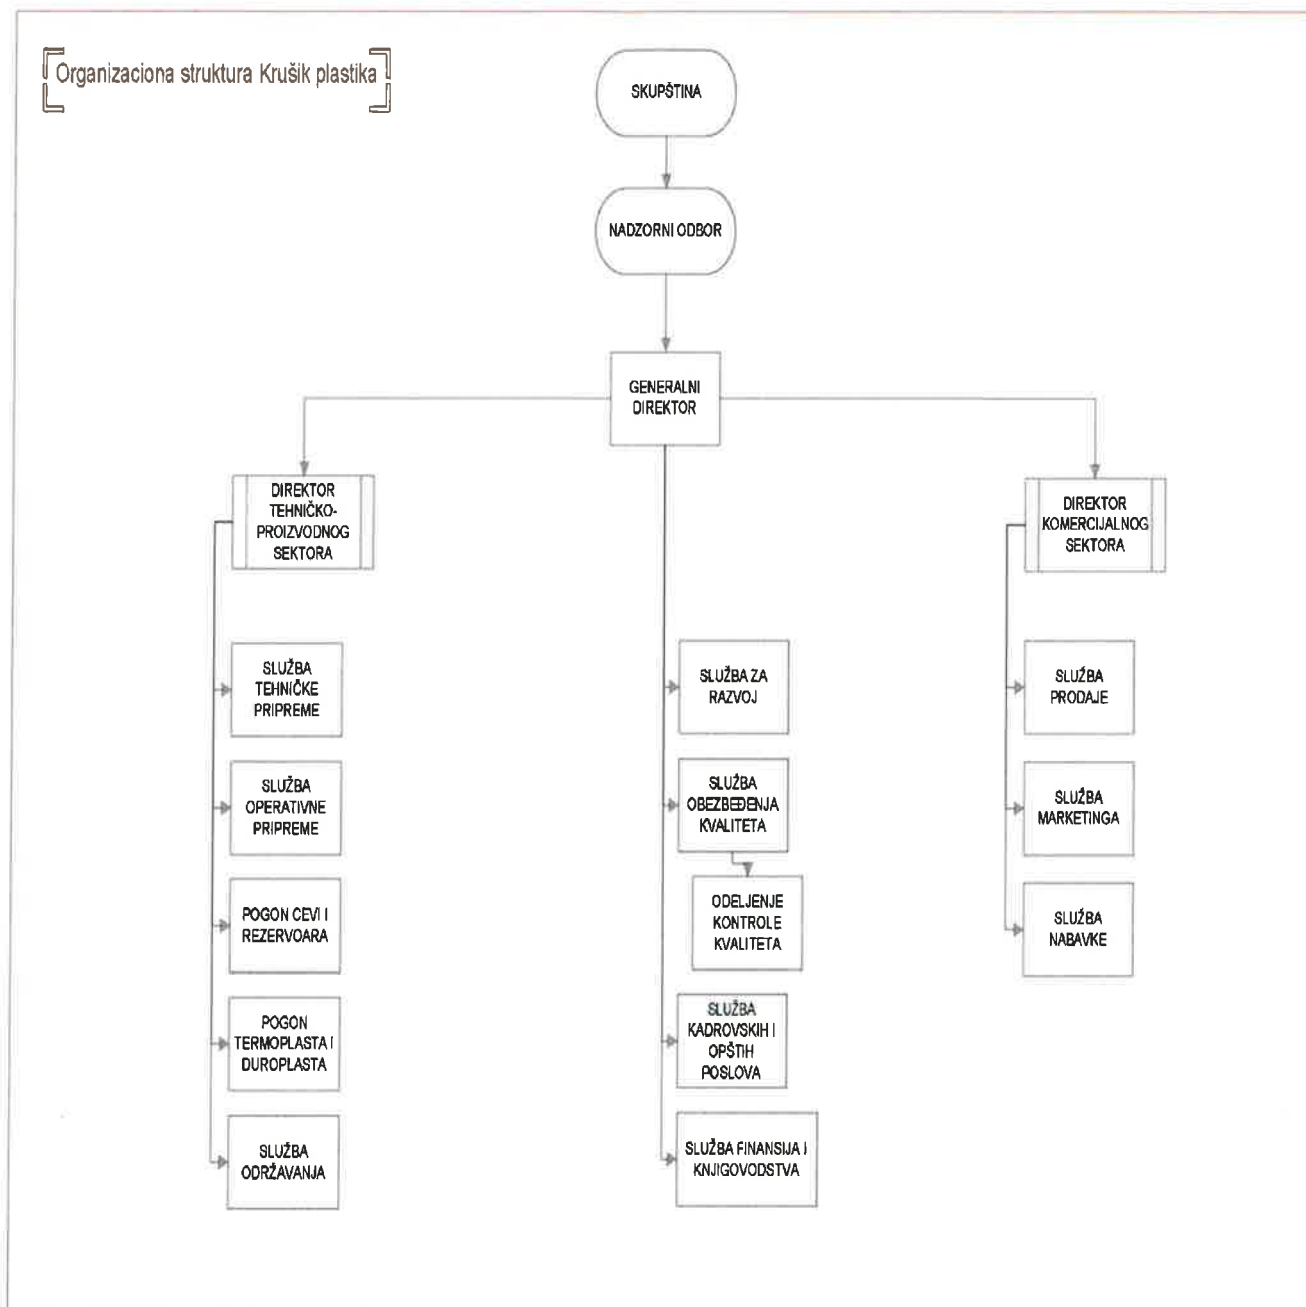 Organizaciona struktura Krušik plastika
SKUPŠTINA
NADZORNI ODBOR
GENERALNI
DIREKTOR
DIREKTOR
TEHNIČKO-
PROIZVODNOG
SEKTORA
DIREKTOR
KOMERCIJALNOG
SEKTORA
SLUŽBA
TEHNIČKE
PRIPREME
SLUŽBA
OPERATIVNE
PRIPREME
POGON CEVI I
REZERVOARA
POGON
TERMOPLASTA I
DUROPLASTA
SLUŽBA
ODRŽAVANJA
SLUŽBA ZA
RAZVOJ
SLUŽBA
OBEZBEĐENJA
KVALITETA
ODELJENJE
KONTROLE
KVALITETA
SLUŽBA
KADROVSKIH I
OPŠTIH
POSLOVA
SLUŽBA FINANSIJA I
KNJIGOVODSTVA
SLUŽBA
PRODAJE
SLUŽBA
MARKETINGA
SLUŽBA
NABAVKE